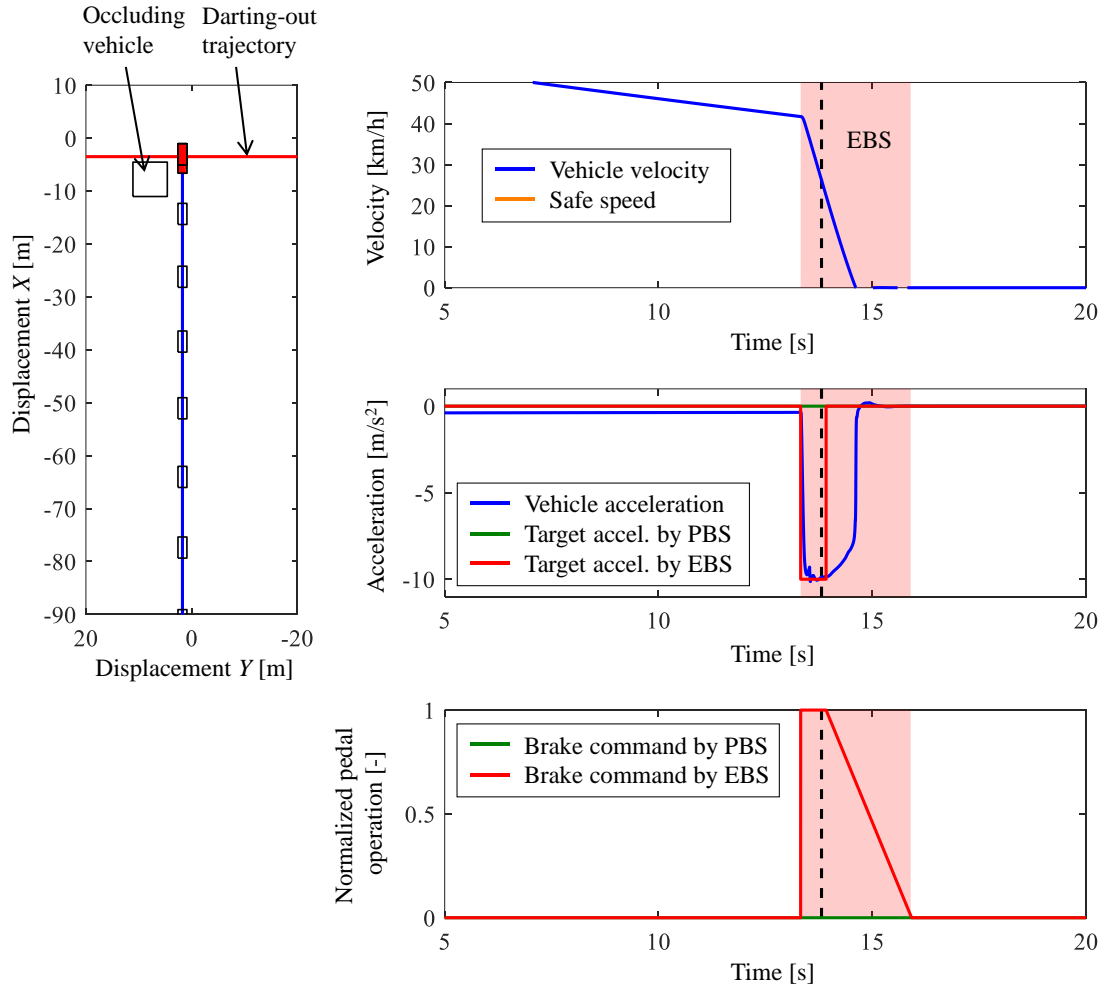 Occluding
vehicle
Darting-out
trajectory
10
0
-10
-20
-30
-40
-50
-60
-70
-80
-90
20
0
-20
Displacement X [m]
Displacement Y [m]
50
40
30
20
10
0
Velocity [km/h]
EBS
Vehicle velocity
Safe speed
5
10
15
20
Time [s]
0
-5
-10
Acceleration [m/s²]
Vehicle acceleration
Target accel. by PBS
Target accel. by EBS
5
10
15
20
Time [s]
1
0.5
0
Normalized pedal
operation [-]
Brake command by PBS
Brake command by EBS
5
10
15
20
Time [s]